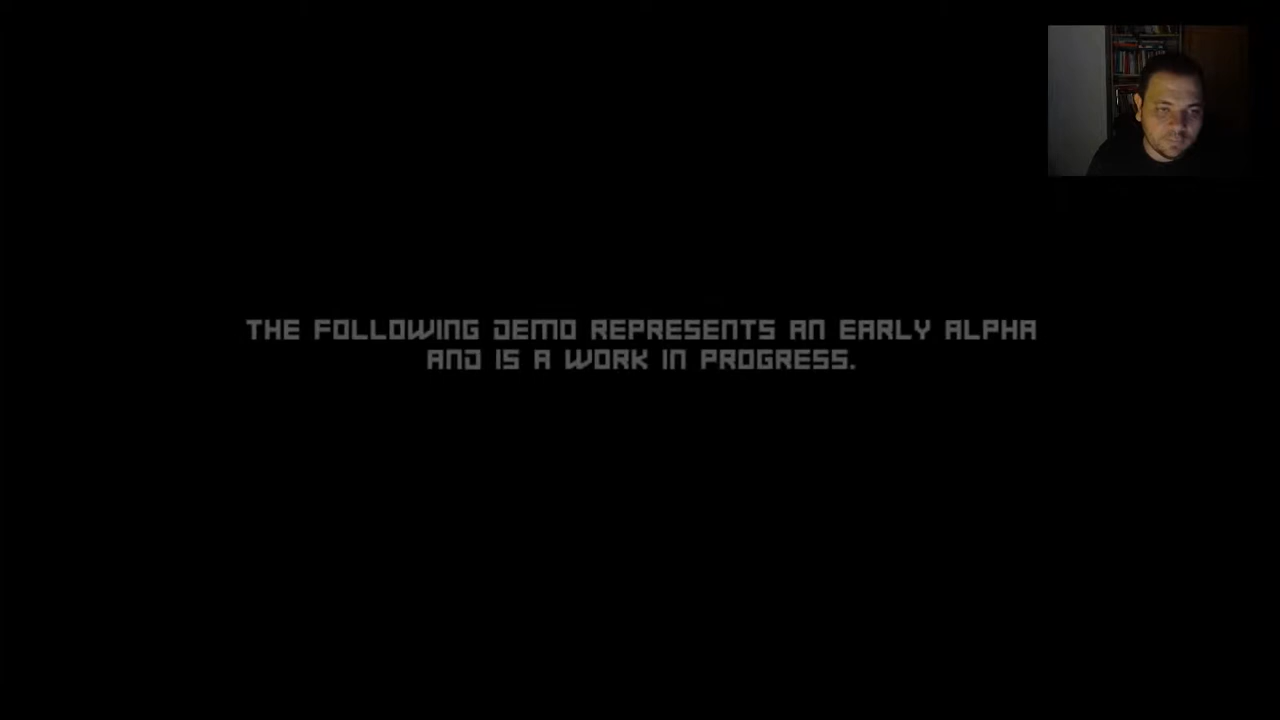 THE FOLLOWING DEMO REPRESENTS AN EARLY ALPHA
AND IS A WORK IN PROGRESS.